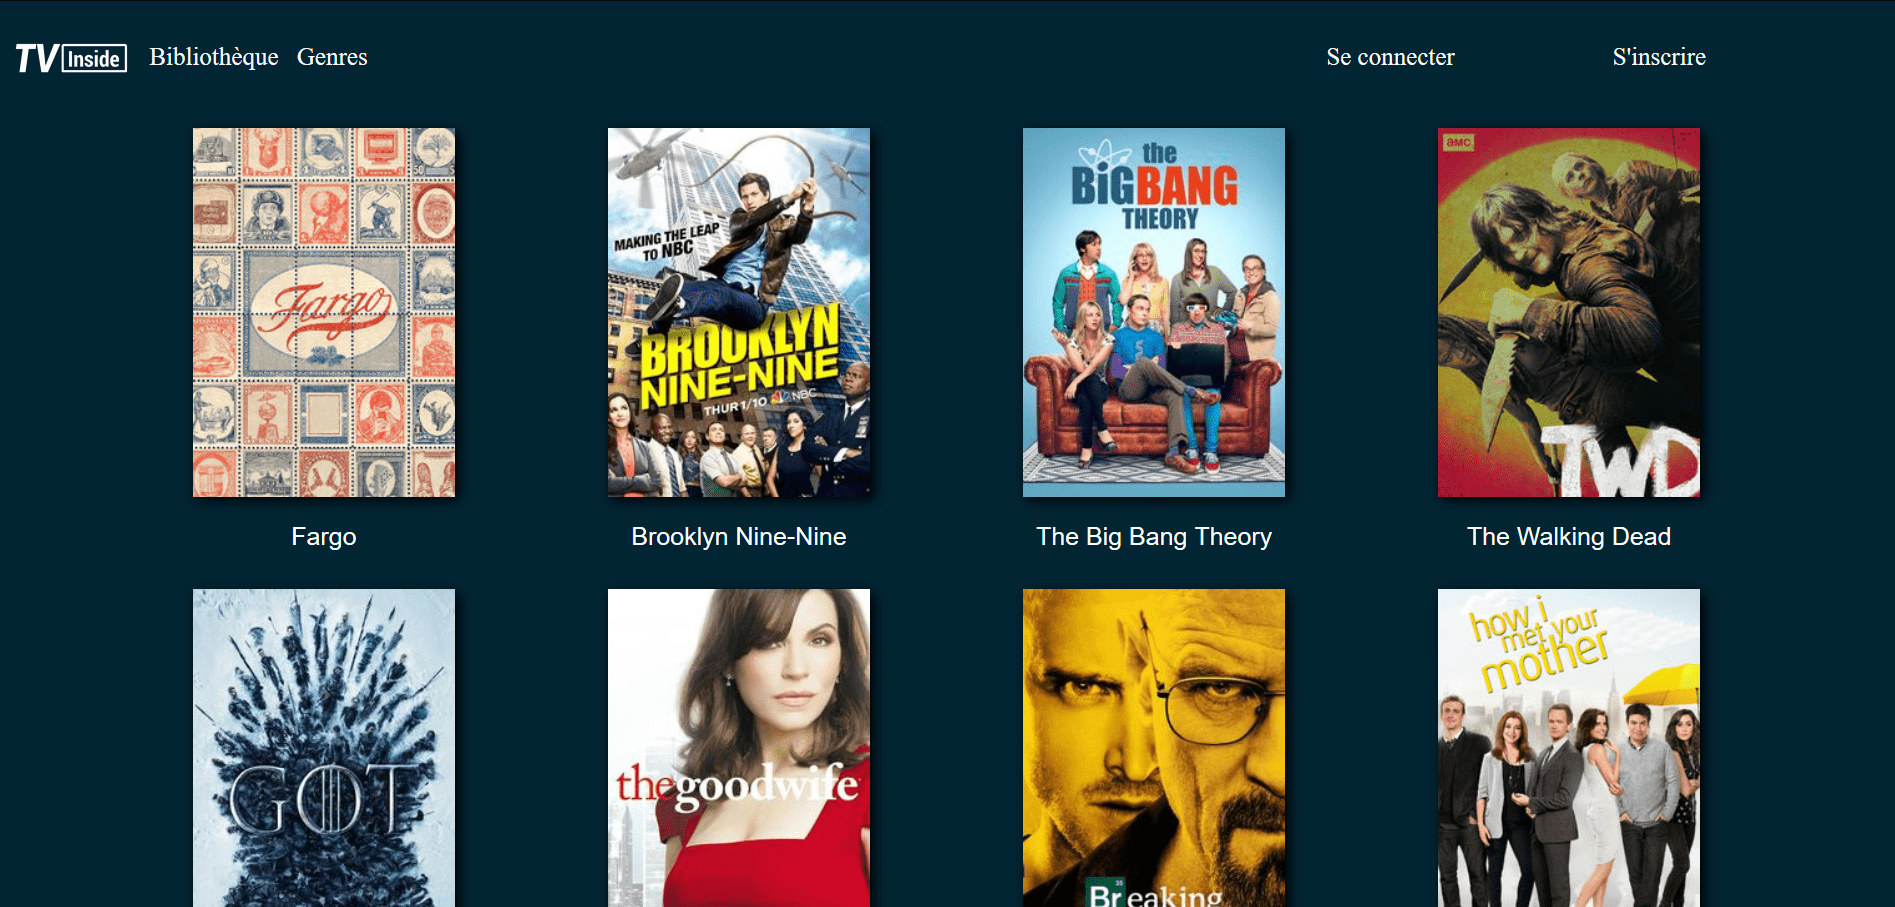 TV Inside
Bibliothèque
Genres
Se connecter
S'inscrire
Fargo
MAKING THE LEAP
TO NBC
BROOKLYN
NINE-NINE
THUR 1/10 NBC
the
BIGBANG
THEORY
amc
TWD
Fargo
Brooklyn Nine-Nine
The Big Bang Theory
The Walking Dead
GOT
thegoodwife
35
Breaking
how i
met your
mother